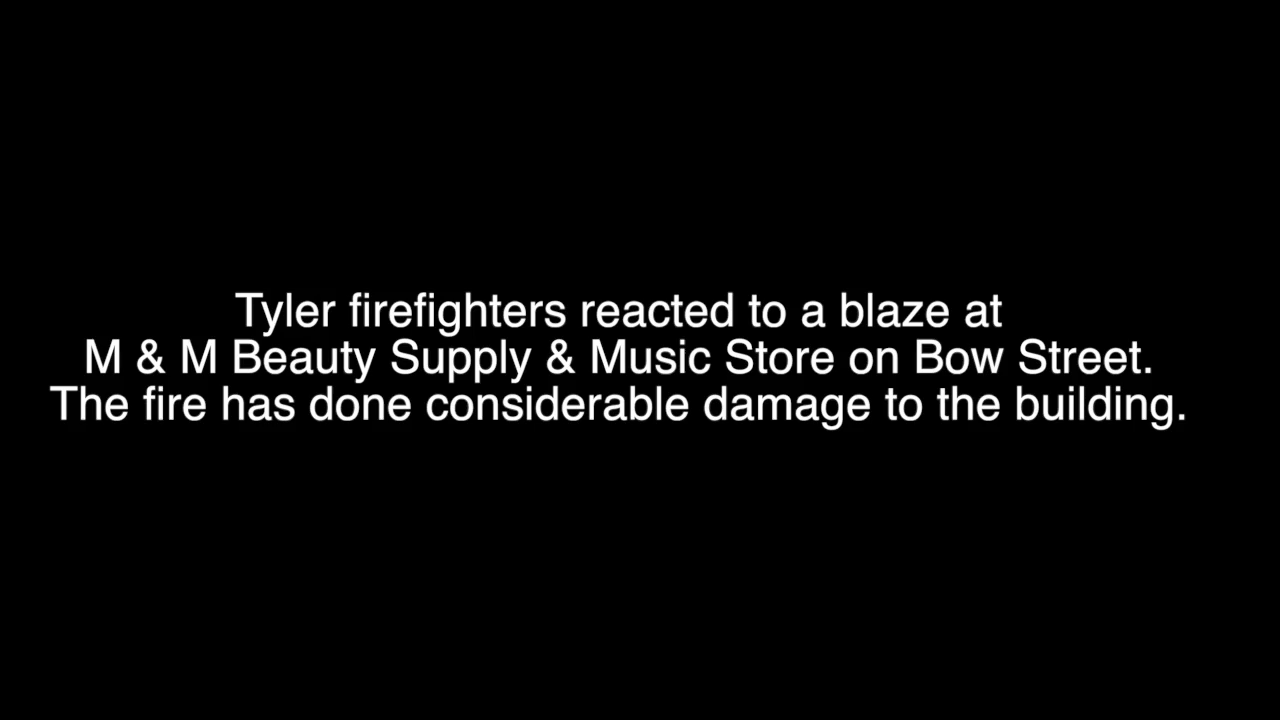 Tyler firefighters reacted to a blaze at
M & M Beauty Supply & Music Store on Bow Street.
The fire has done considerable damage to the building.